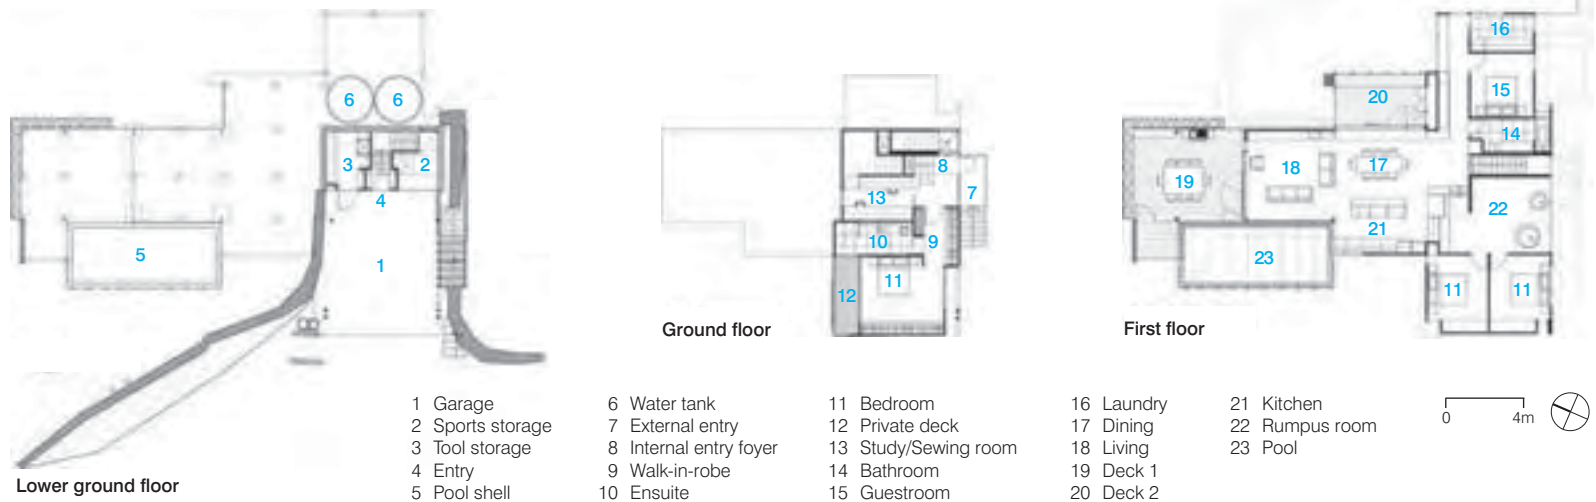 6 6
3 2
4
5 1
Lower ground floor
8
7
13
10 9
11
12
Ground floor
16
20 15
14
18 17
19
22
21
23
11 11
First floor
1 Garage
2 Sports storage
3 Tool storage
4 Entry
5 Pool shell
6 Water tank
7 External entry
8 Internal entry foyer
9 Walk-in-robe
10 Ensuite
11 Bedroom
12 Private deck
13 Study/Sewing room
14 Bathroom
15 Guestroom
16 Laundry
17 Dining
18 Living
19 Deck 1
20 Deck 2
21 Kitchen
22 Rumpus room
23 Pool
0 4m